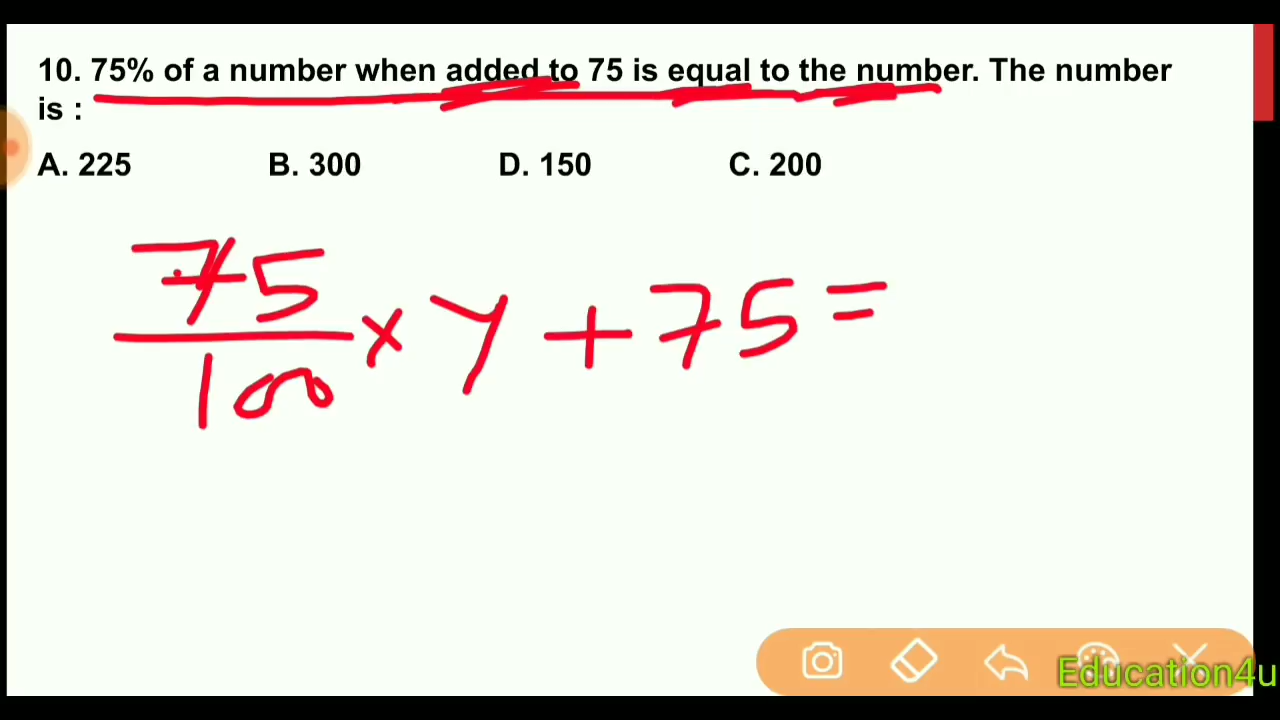 10. 75% of a number when added to 75 is equal to the number. The number
is :
A. 225 B. 300 D. 150 C. 200
75/100 × y + 75 =
Education4u